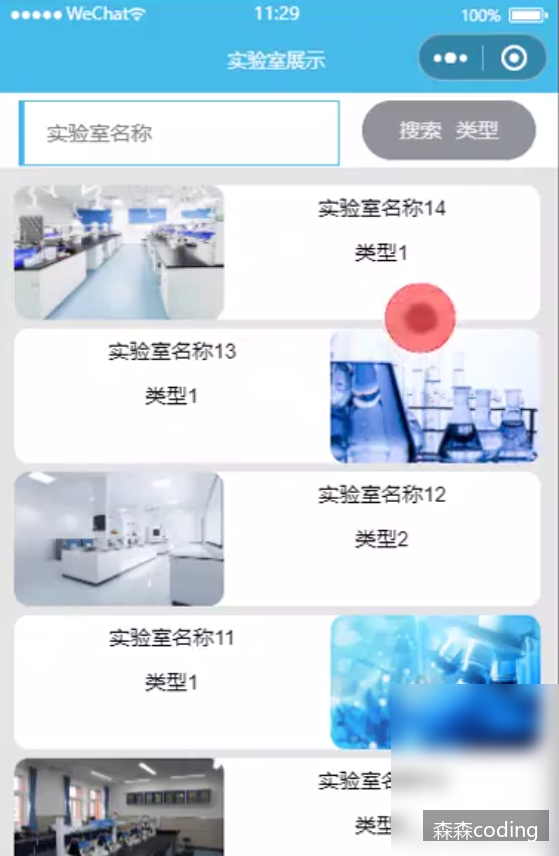 WeChat 11:29 100%
实验室展示
实验室名称 搜索 类型
实验室名称14
类型1
实验室名称13
类型1
实验室名称12
类型2
实验室名称11
类型1
实验室名
类型
森森coding